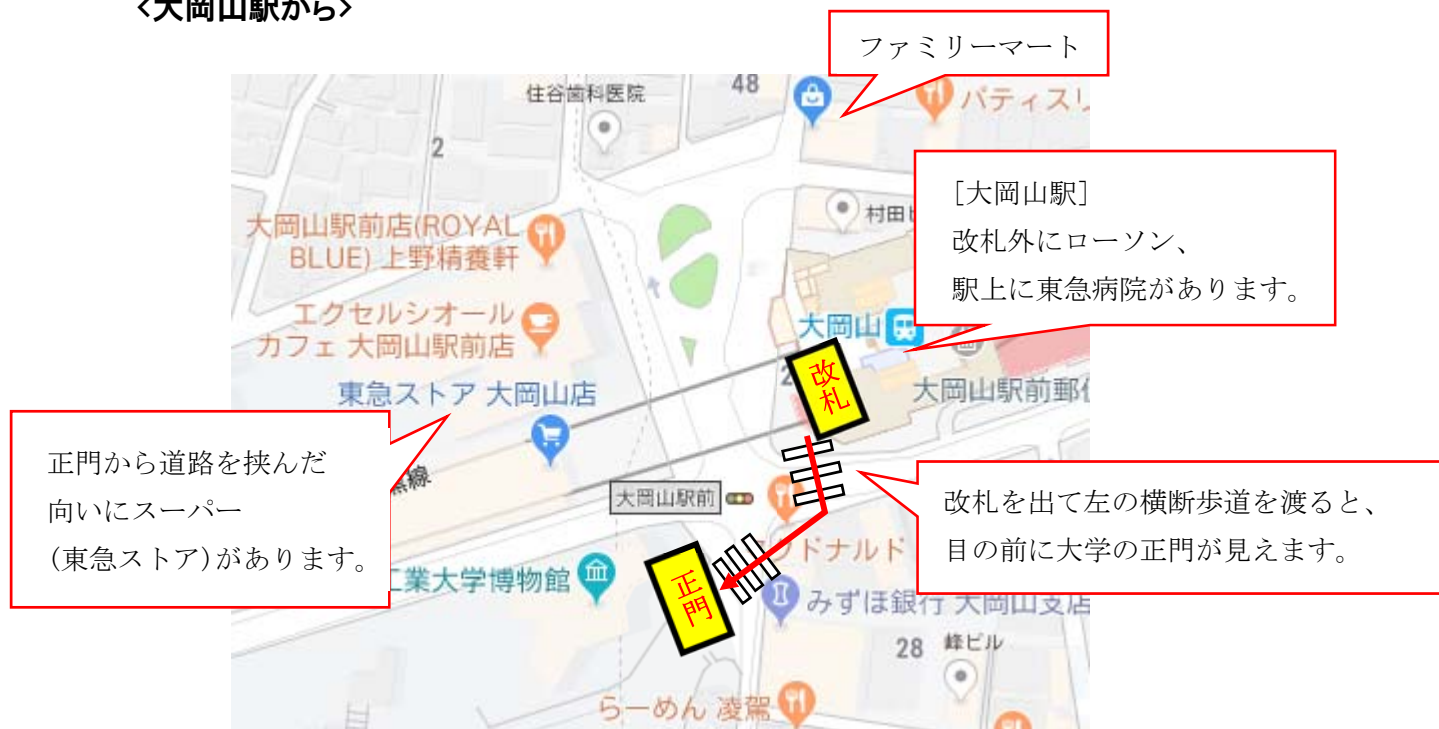 <大岡山駅から>
ファミリーマート
住谷歯科医院
48
パティスリ
2
[大岡山駅]
改札外にローソン、
駅上に東急病院があります。
村田
大岡山駅前店(ROYAL
BLUE) 上野精養軒
エクセルシオール
カフェ 大岡山駅前店
大岡山
改札
2
東急ストア 大岡山店
大岡山駅前郵
正門から道路を挟んだ
向いにスーパー
(東急ストア)があります。
線
大岡山駅前
改札を出て左の横断歩道を渡ると、
目の前に大学の正門が見えます。
クドナルド
工業大学博物館
正門
みずほ銀行 大岡山支店
28
峰ビル
らーめん 凌駕